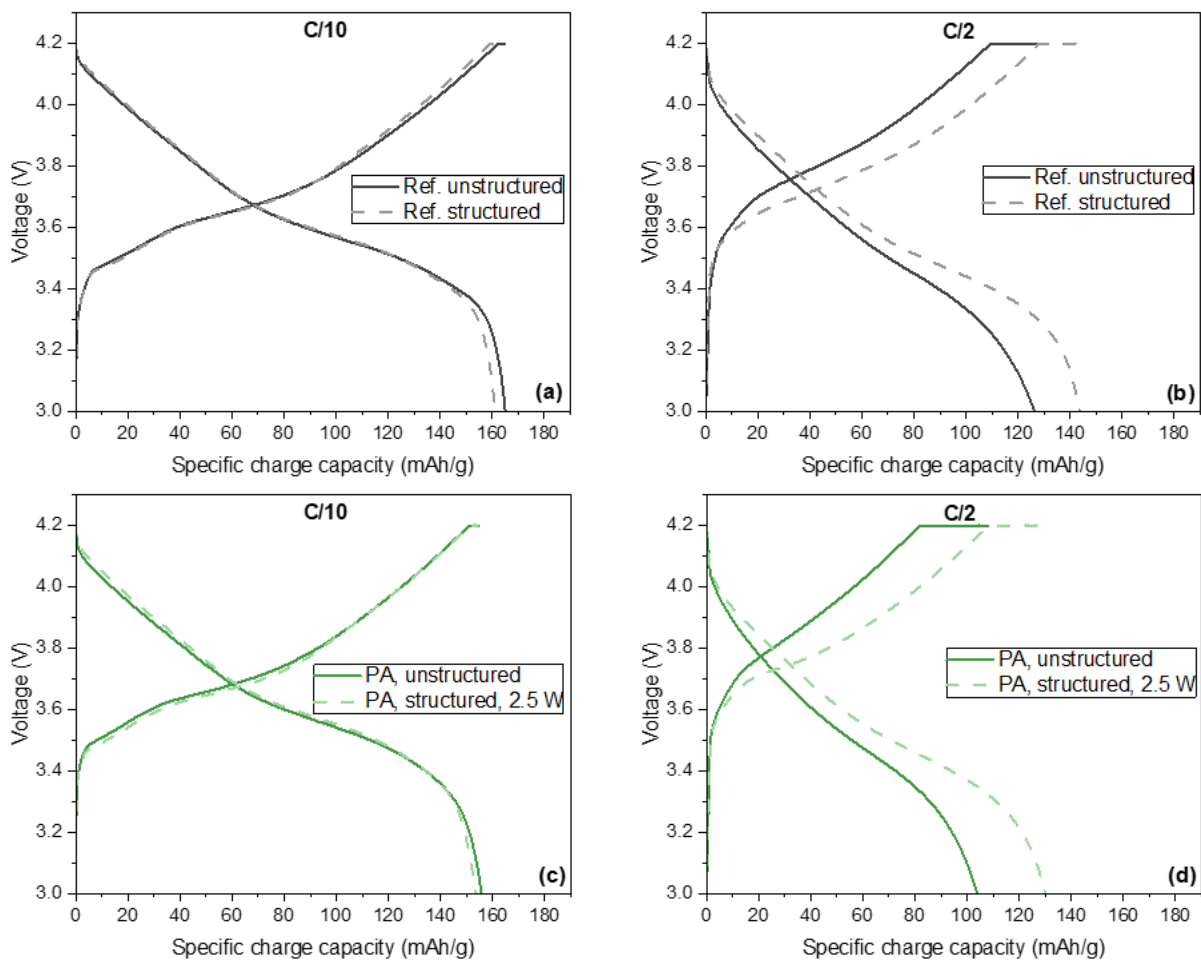 C/10
4.2
4.0
3.8
3.6
3.4
3.2
3.0
Voltage (V)
Ref. unstructured
Ref. structured
(a)
0 20 40 60 80 100 120 140 160 180
Specific charge capacity (mAh/g)
C/2
4.2
4.0
3.8
3.6
3.4
3.2
3.0
Voltage (V)
Ref. unstructured
Ref. structured
(b)
0 20 40 60 80 100 120 140 160 180
Specific charge capacity (mAh/g)
C/10
4.2
4.0
3.8
3.6
3.4
3.2
3.0
Voltage (V)
PA, unstructured
PA, structured, 2.5 W
(c)
0 20 40 60 80 100 120 140 160 180
Specific charge capacity (mAh/g)
C/2
4.2
4.0
3.8
3.6
3.4
3.2
3.0
Voltage (V)
PA, unstructured
PA, structured, 2.5 W
(d)
0 20 40 60 80 100 120 140 160 180
Specific charge capacity (mAh/g)